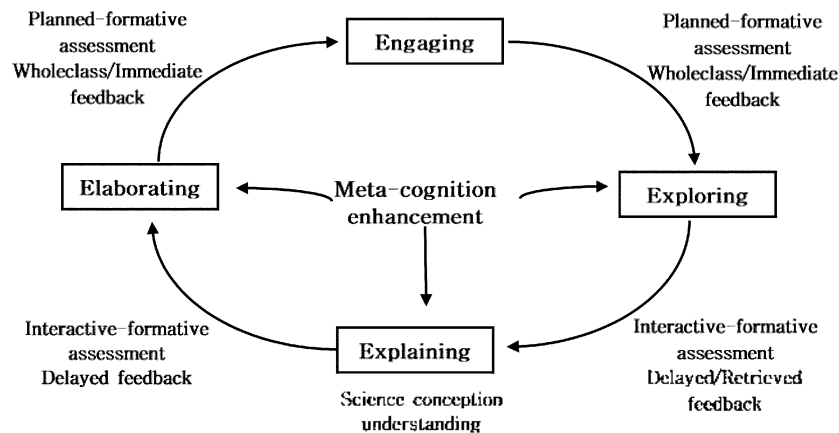 Planned-formative
assessment
Wholeclass/Immediate
feedback
Engaging
Planned-formative
assessment
Wholeclass/Immediate
feedback
Elaborating
Meta-cognition
enhancement
Exploring
Interactive-formative
assessment
Delayed feedback
Explaining
Science conception
understanding
Interactive-formative
assessment
Delayed/Retrieved
feedback